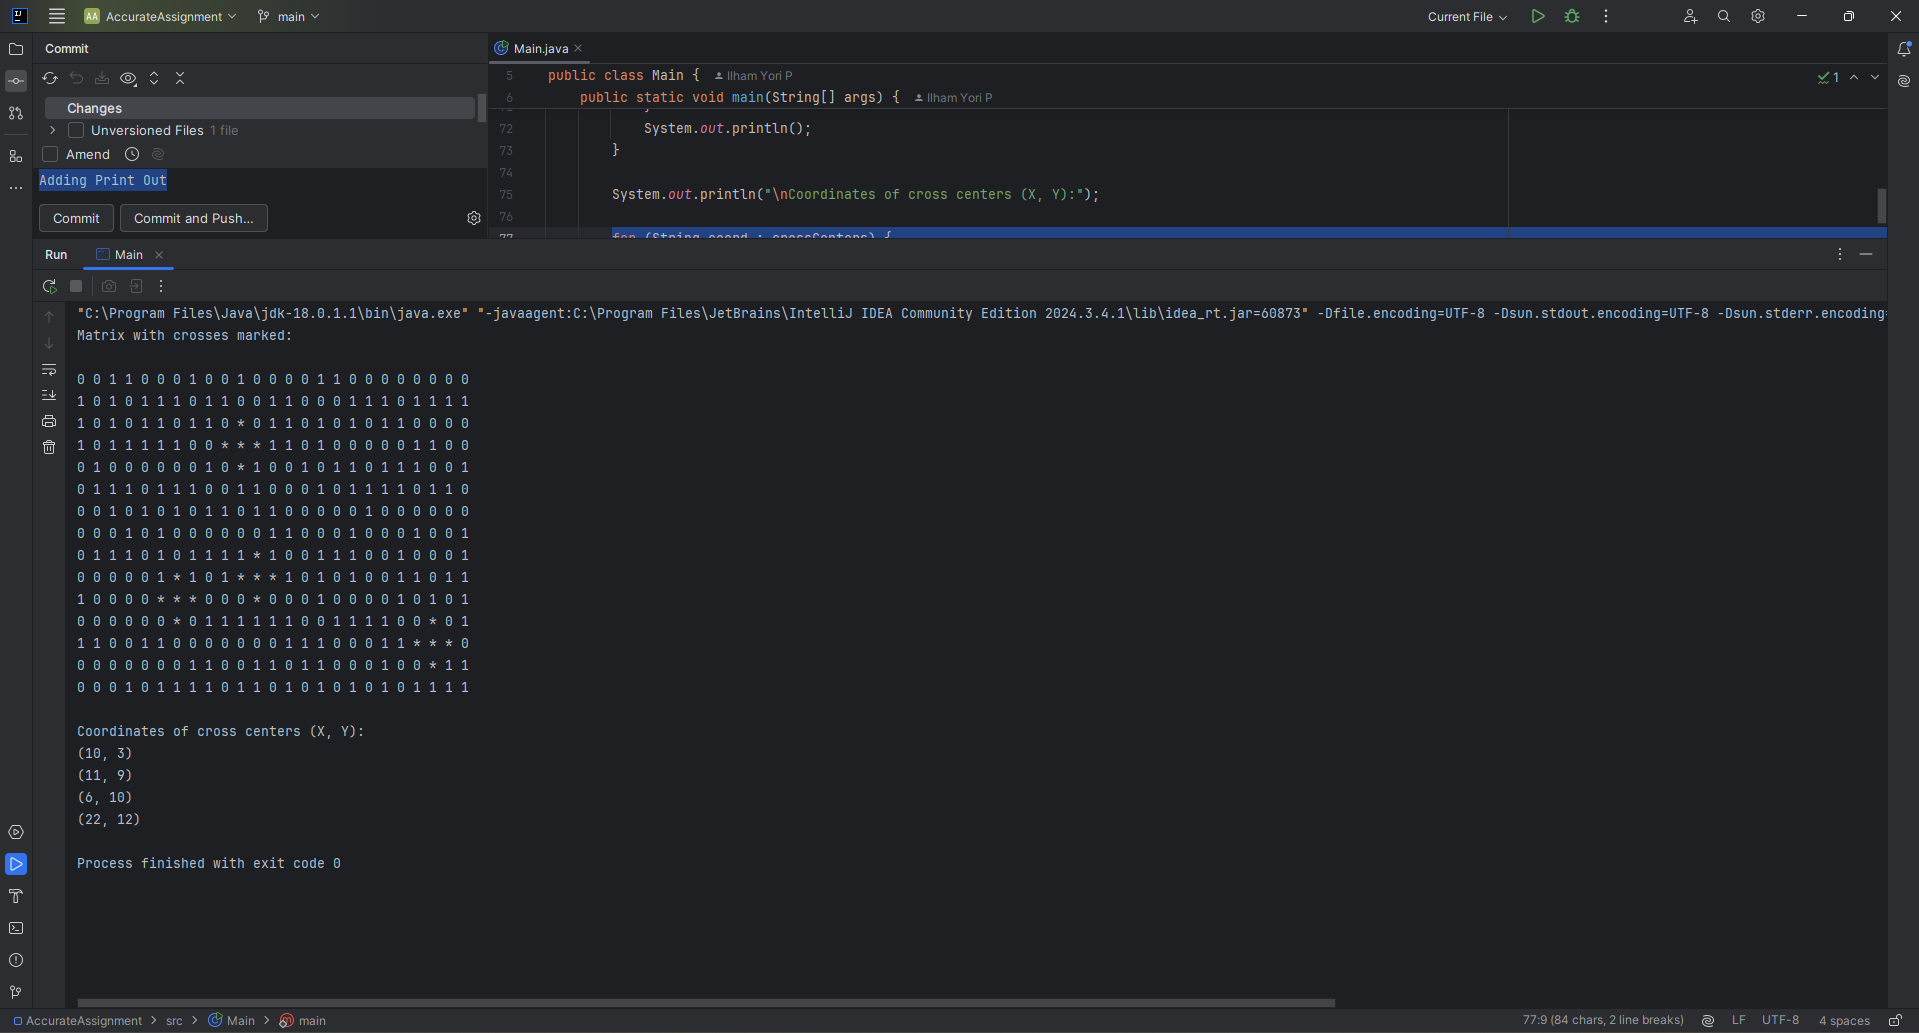 AA AccurateAssignment main Current File
Commit
Main.java
Changes
Unversioned Files 1 file
Amend
Adding Print Out
Commit Commit and Push...
5 public class Main { Ilham Yori P
6 public static void main(String[] args) { Ilham Yori P
1
72 System.out.println();
73 }
74
75 System.out.println("\nCoordinates of cross centers (X, Y):");
76
77 for (String coord : crossCenters) {
Run Main
"C:\Program Files\Java\jdk-18.0.1.1\bin\java.exe" "-javaagent:C:\Program Files\JetBrains\IntelliJ IDEA Community Edition 2024.3.4.1\lib\idea_rt.jar=60873" -Dfile.encoding=UTF-8 -Dsun.stdout.encoding=UTF-8 -Dsun.stderr.encoding=
Matrix with crosses marked:
0 0 1 1 0 0 0 1 0 0 1 0 0 0 0 1 1 0 0 0 0 0 0 0 0
1 0 1 0 1 1 1 0 1 1 0 0 1 1 0 0 0 1 1 1 0 1 1 1 1
1 0 1 0 1 1 0 1 1 0 * 0 1 1 0 1 0 1 0 1 1 0 0 0 0
1 0 1 1 1 1 1 0 0 * * * 1 1 0 1 0 0 0 0 0 1 1 0 0
0 1 0 0 0 0 0 0 1 0 * 1 0 0 1 0 1 1 0 1 1 1 0 0 1
0 1 1 1 0 1 1 1 0 0 1 1 0 0 0 1 0 1 1 1 1 0 1 1 0
0 0 1 0 1 0 1 0 1 1 0 1 1 0 0 0 0 0 1 0 0 0 0 0 0
0 0 0 1 0 1 0 0 0 0 0 0 1 1 0 0 0 1 0 0 0 1 0 0 1
0 1 1 1 0 1 0 1 1 1 1 * 1 0 0 1 1 1 0 0 1 0 0 0 1
0 0 0 0 0 1 * 1 0 1 * * * 1 0 1 0 1 0 0 1 1 0 1 1
1 0 0 0 0 * * * 0 0 0 * 0 0 0 1 0 0 0 0 1 0 1 0 1
0 0 0 0 0 0 * 0 1 1 1 1 1 1 0 0 1 1 1 1 0 0 * 0 1
1 1 0 0 1 1 0 0 0 0 0 0 0 1 1 1 0 0 0 1 1 * * * 0
0 0 0 0 0 0 0 1 1 0 0 1 1 0 1 1 0 0 0 1 0 0 * 1 1
0 0 0 1 0 1 1 1 1 0 1 1 0 1 0 1 0 1 0 1 0 1 1 1 1
Coordinates of cross centers (X, Y):
(10, 3)
(11, 9)
(6, 10)
(22, 12)
Process finished with exit code 0
AccurateAssignment > src > Main > main 77:9 (84 chars, 2 line breaks) LF UTF-8 4 spaces